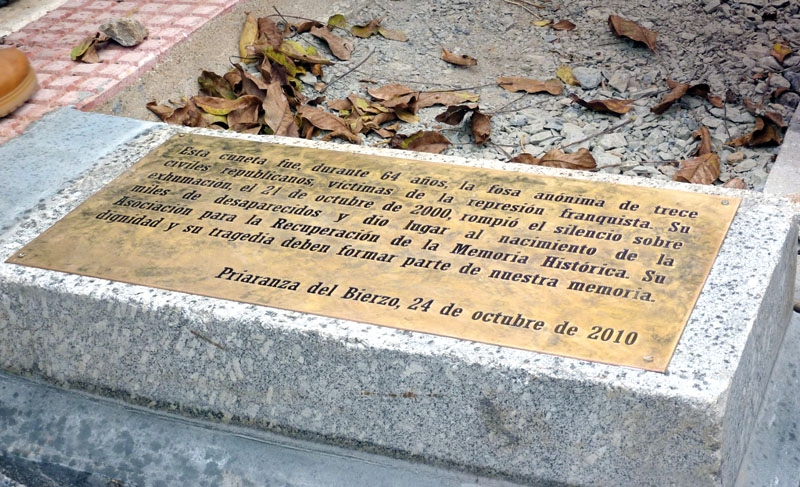 Esta cuneta fue, durante 64 años, la fosa anónima de trece
civiles republicanos, víctimas de la represión franquista. Su
exhumación, el 21 de octubre de 2000, rompió el silencio sobre
miles de desaparecidos y dio lugar al nacimiento de la
Asociación para la Recuperación de la Memoria Histórica. Su
dignidad y su tragedia deben formar parte de nuestra memoria.
Priaranza del Bierzo, 24 de octubre de 2010